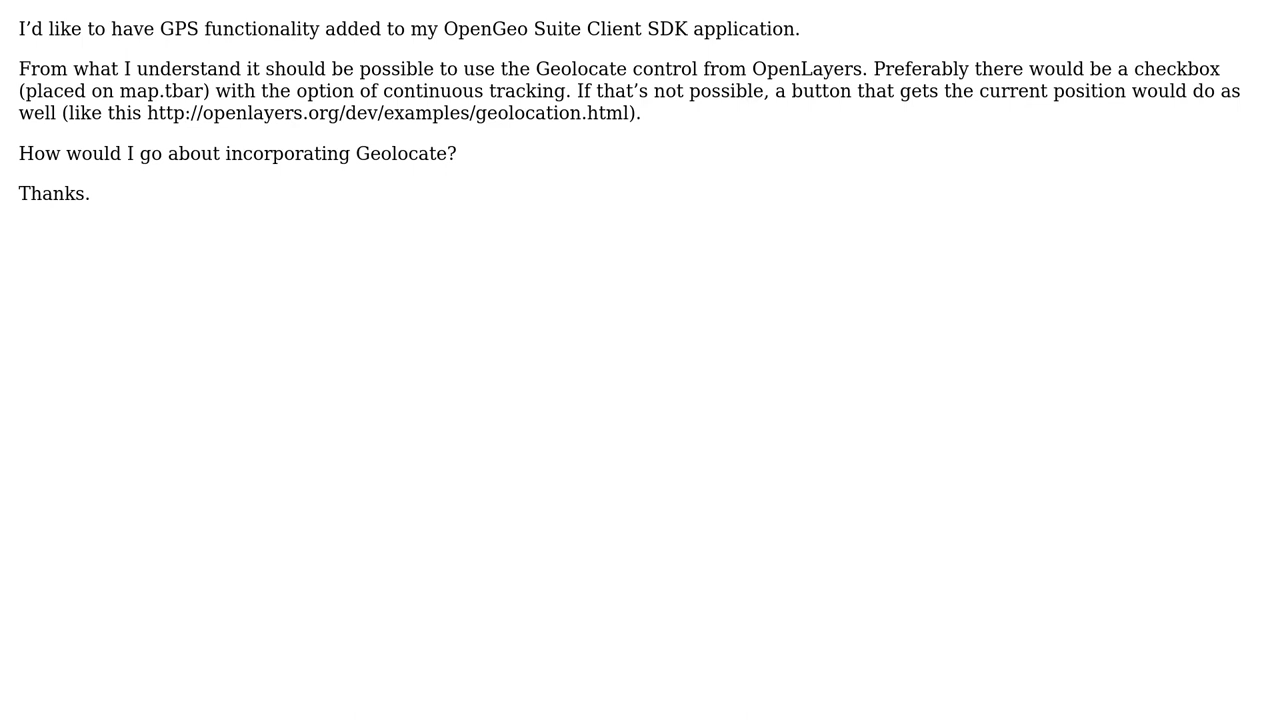 I’d like to have GPS functionality added to my OpenGeo Suite Client SDK application.
From what I understand it should be possible to use the Geolocate control from OpenLayers. Preferably there would be a checkbox
(placed on map.tbar) with the option of continuous tracking. If that’s not possible, a button that gets the current position would do as
well (like this http://openlayers.org/dev/examples/geolocation.html).
How would I go about incorporating Geolocate?
Thanks.